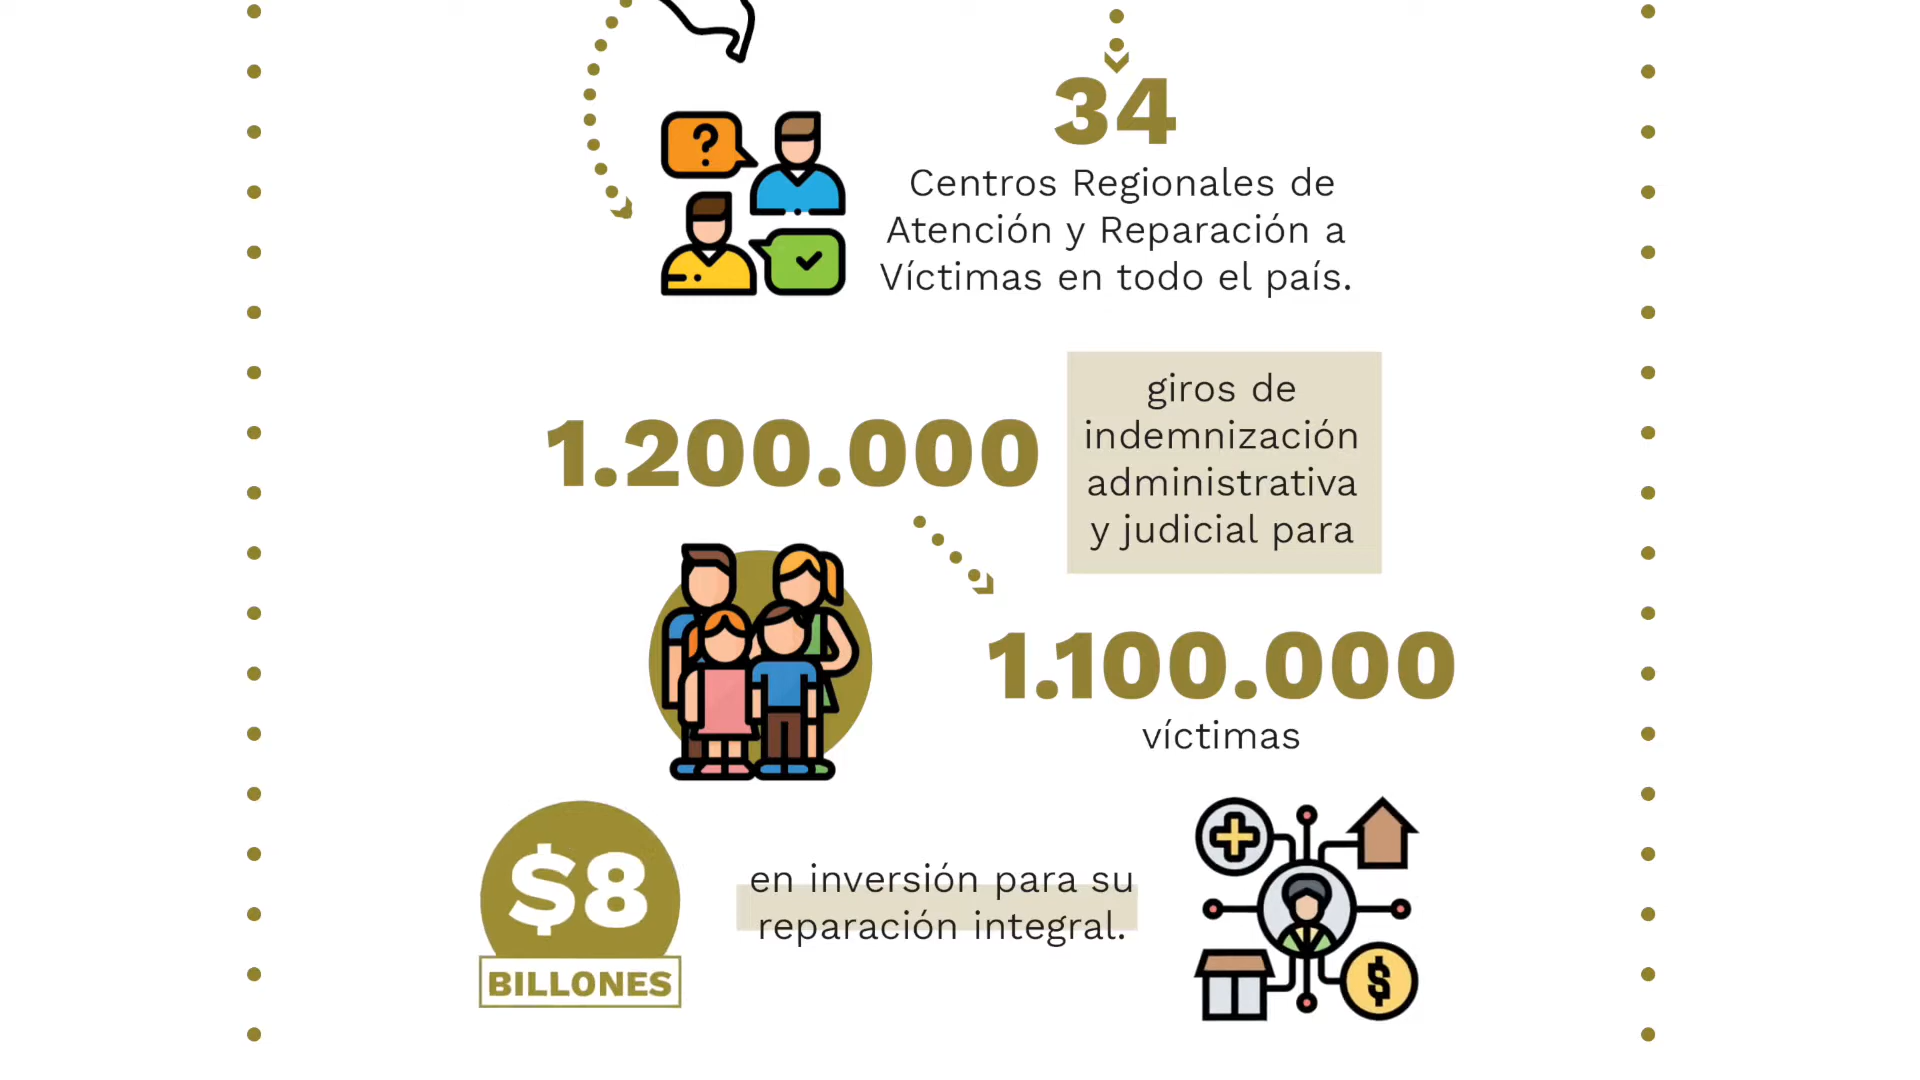 34
Centros Regionales de
Atención y Reparación a
Víctimas en todo el país.
1.200.000
giros de
indemnización
administrativa
y judicial para
1.100.000
víctimas
$8
BILLONES
en inversión para su
reparación integral.